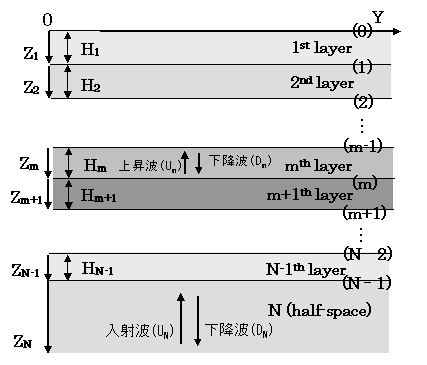 0 Y
(0)
Z1 H1 1st layer
(1)
Z2 H2 2nd layer
(2)
...
(m-1)
Zm Hm 上昇波(Um) 下降波(Dm) mth layer
(m)
Zm+1 Hm+1 m+1th layer
(m+1)
...
(N-2)
ZN-1 HN-1 N-1th layer
(N-1)
N (half-space)
入射波(UN) 下降波(DN)
ZN